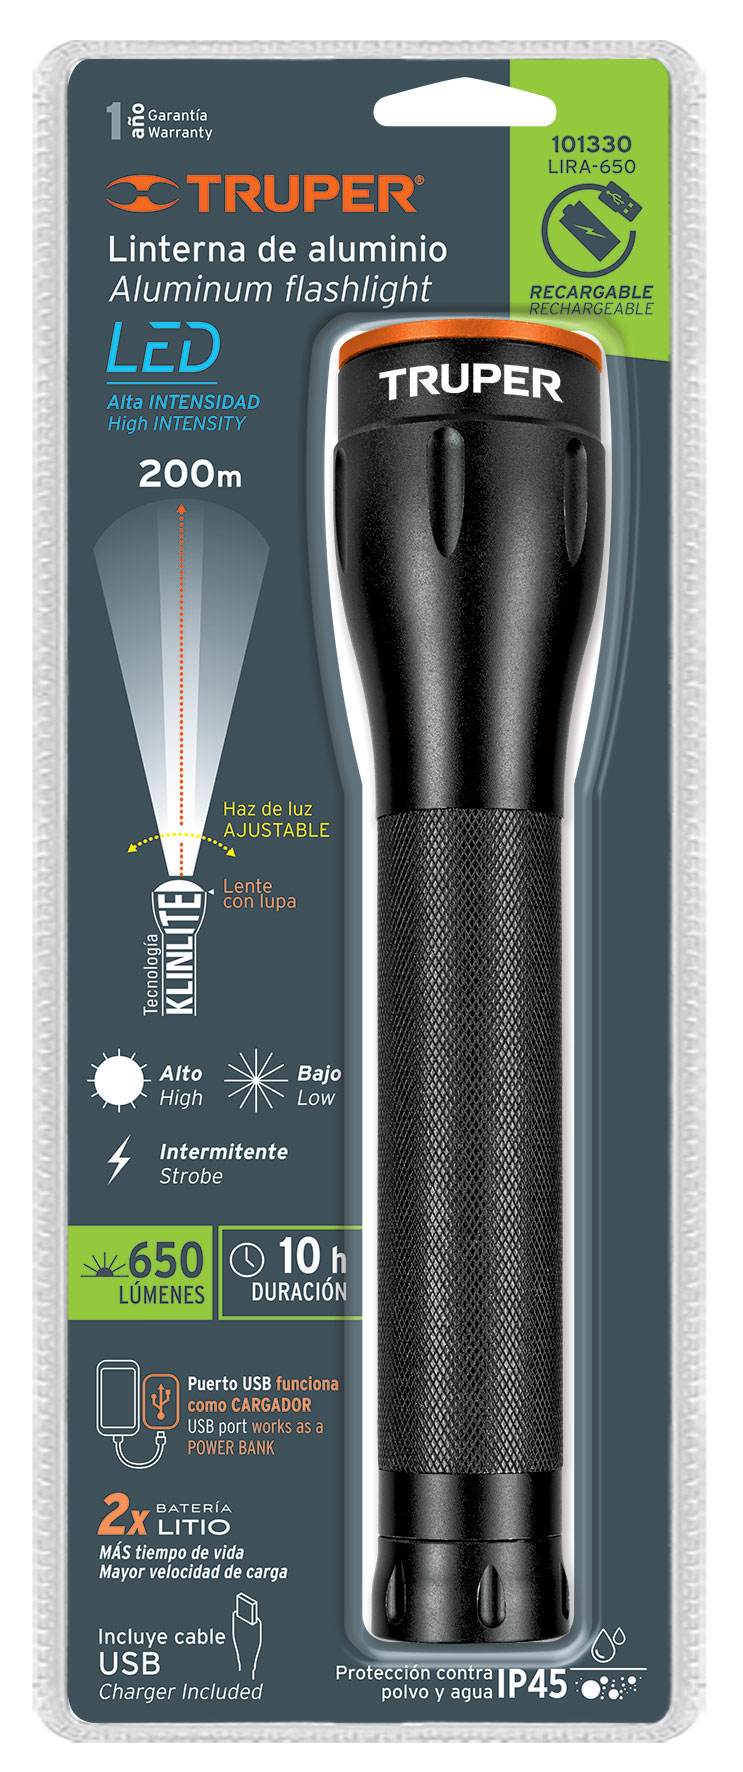 1 año Garantía
Warranty
101330
LIRA-650
RECARGABLE
RECHARGEABLE
TRUPER®
Linterna de aluminio
Aluminum flashlight
LED
Alta INTENSIDAD
High INTENSITY
TRUPER
200m
Haz de luz
AJUSTABLE
Lente
con lupa
Tecnología
KLINLITE
Alto
High
Bajo
Low
Intermitente
Strobe
650
LÚMENES
10 h
DURACIÓN
Puerto USB funciona
como CARGADOR
USB port works as a
POWER BANK
2x BATERÍA
LITIO
MÁS tiempo de vida
Mayor velocidad de carga
Incluye cable
USB
Charger Included
Protección contra
polvo y agua IP45